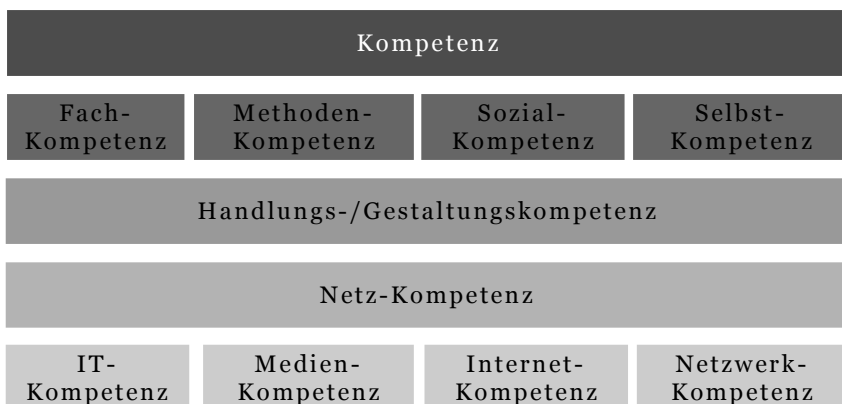 Kompetenz
Fach-
Kompetenz
Methoden-
Kompetenz
Sozial-
Kompetenz
Selbst-
Kompetenz
Handlungs-/Gestaltungskompetenz
Netz-Kompetenz
IT-
Kompetenz
Medien-
Kompetenz
Internet-
Kompetenz
Netzwerk-
Kompetenz